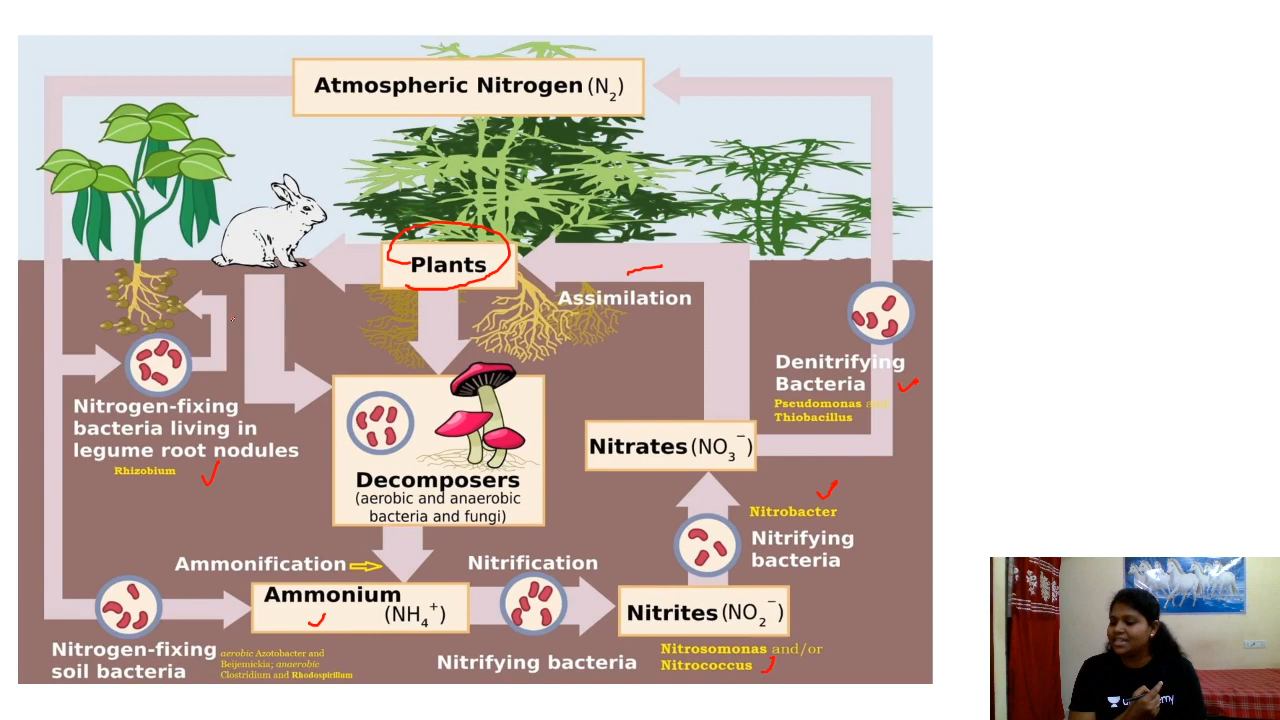 Atmospheric Nitrogen (N2)
Plants
Assimilation
Denitrifying
Bacteria
Pseudomonas and
Thiobacillus
Nitrogen-fixing
bacteria living in
legume root nodules
Rhizobium
Decomposers
(aerobic and anaerobic
bacteria and fungi)
Nitrates (NO3−)
Nitrobacter
Nitrifying
bacteria
Ammonification
Nitrification
Ammonium
(NH4+)
Nitrites (NO2−)
Nitrogen-fixing
soil bacteria
aerobic Azotobacter and
Beijemickia; anaerobic
Clostridium and Rhodospirillum
Nitrifying bacteria
Nitrosomonas and/or
Nitrococcus